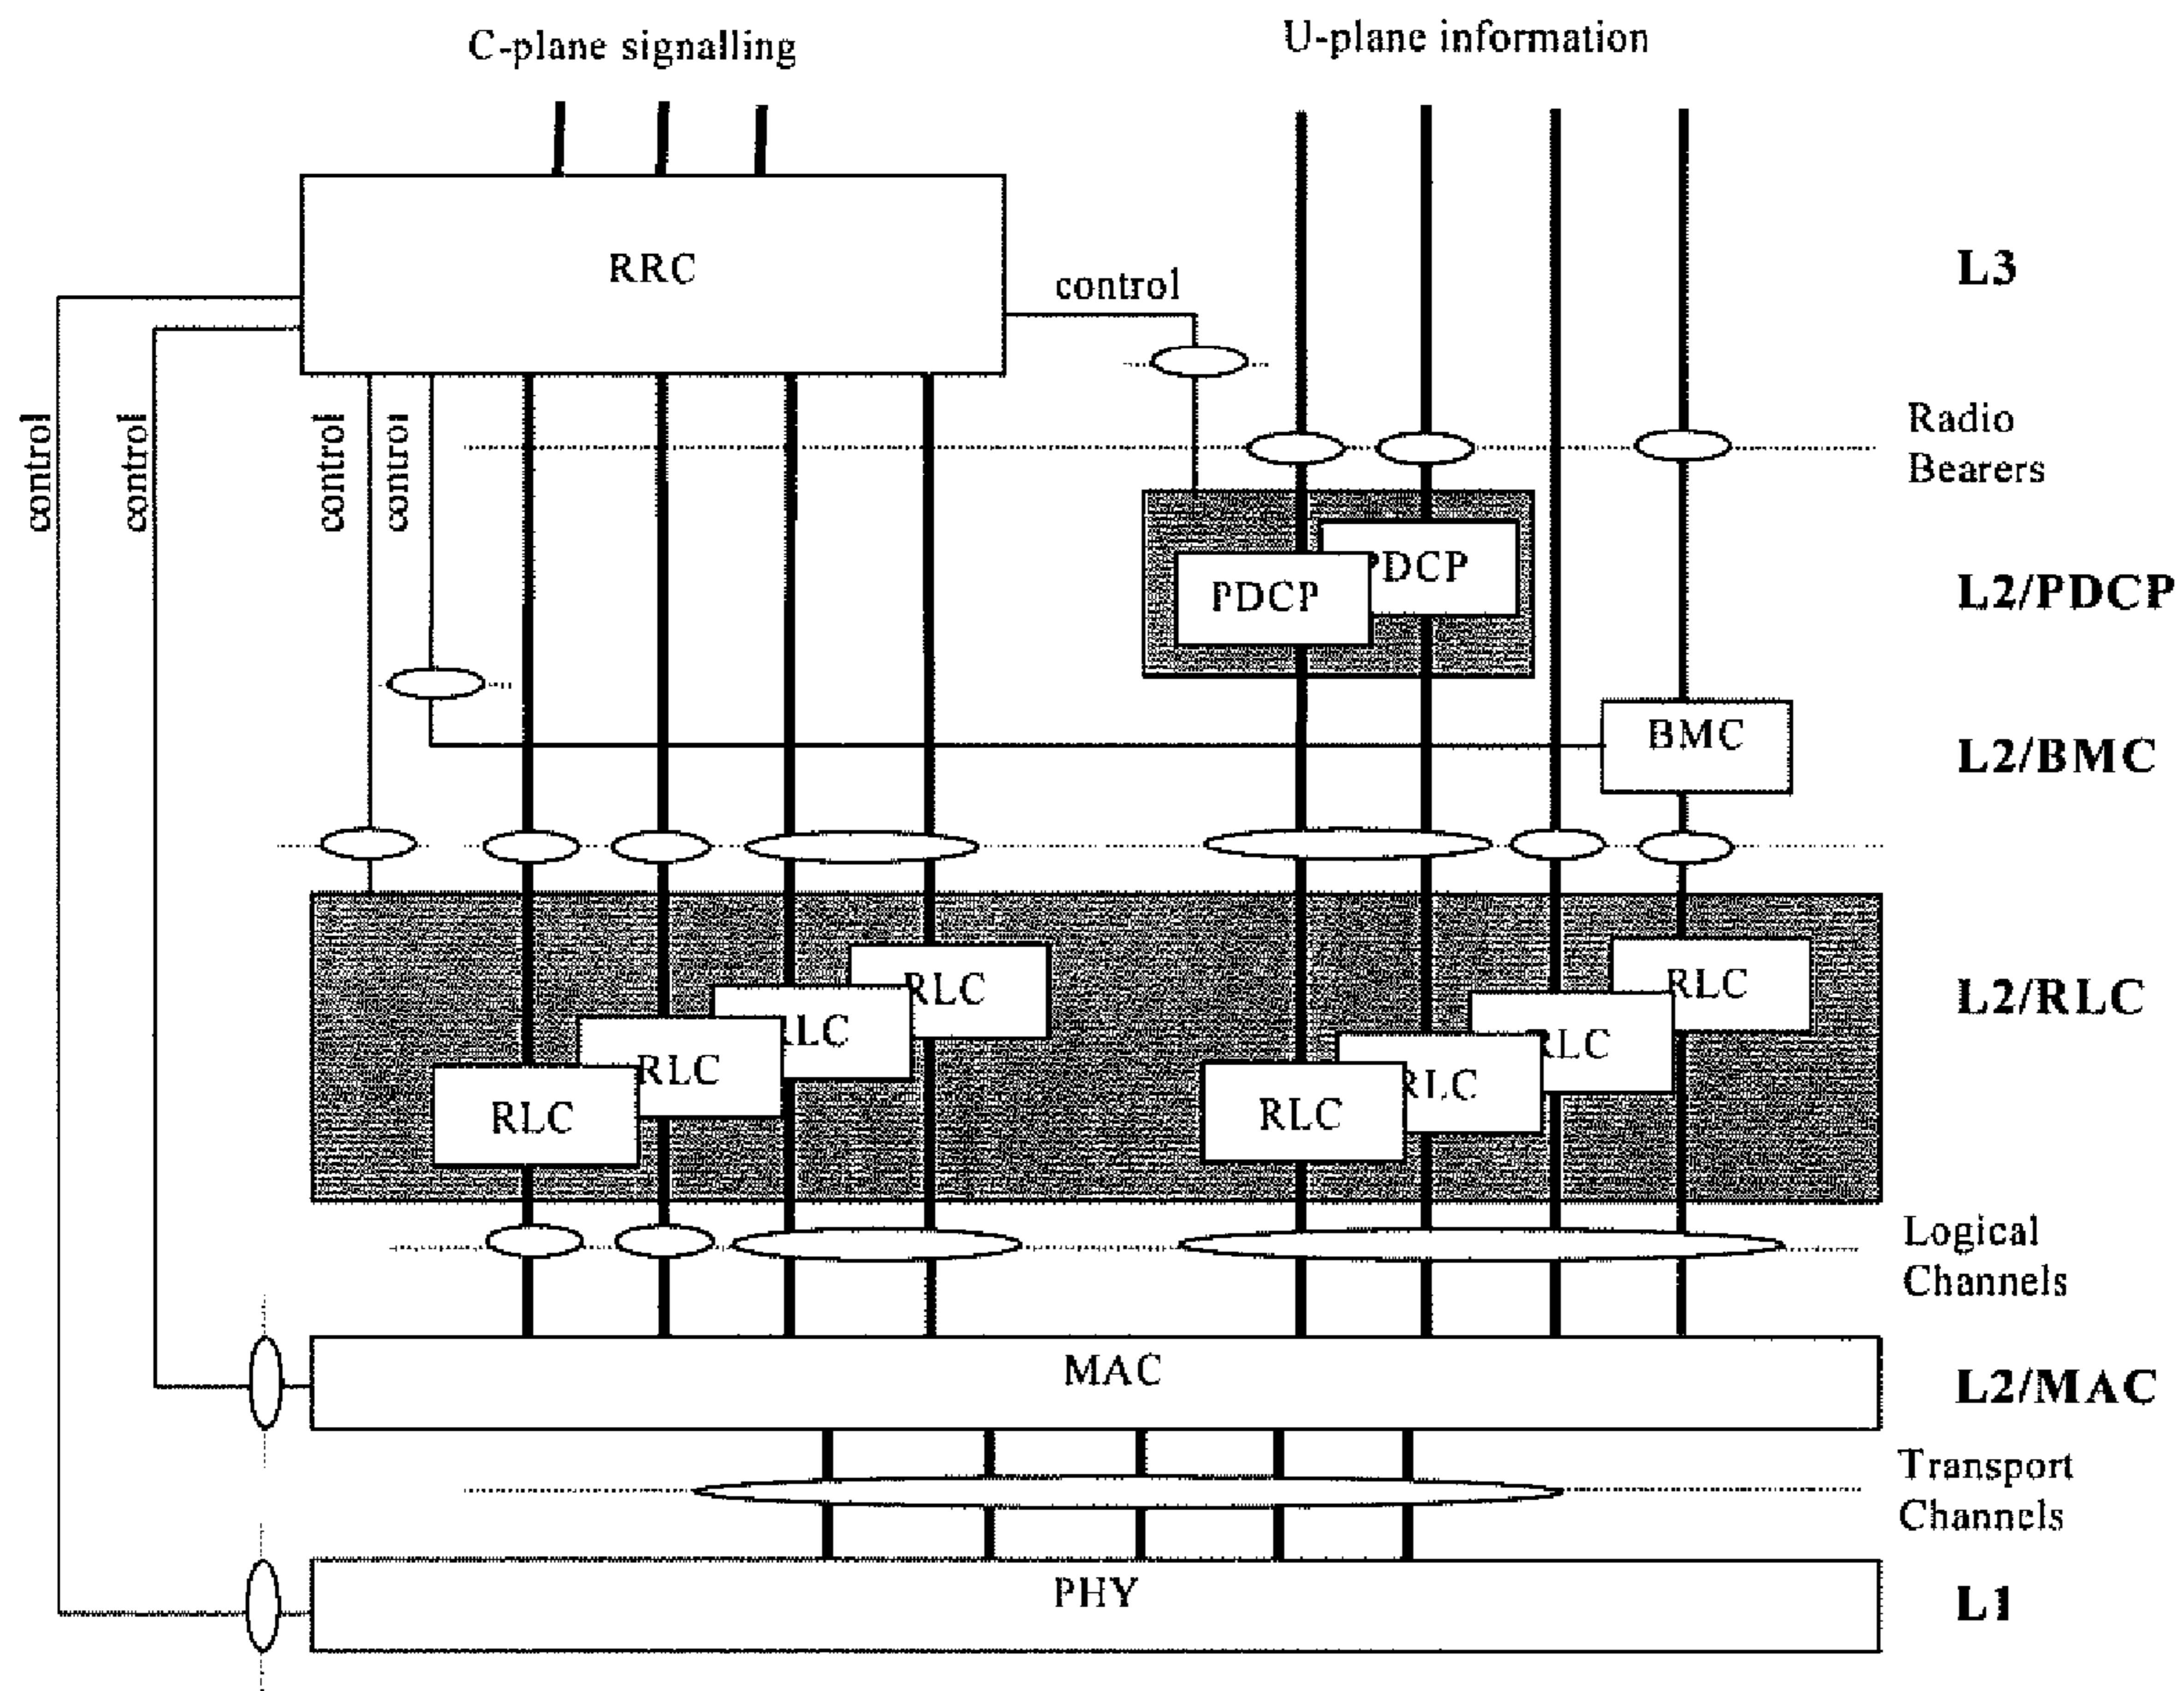 C-plane signalling
U-plane information
RRC
control
L3
control
control
control
control
Radio
Bearers
PDCP
PDCP
L2/PDCP
BMC
L2/BMC
RLC
RLC
RLC
RLC
RLC
RLC
RLC
RLC
L2/RLC
Logical
Channels
MAC
L2/MAC
Transport
Channels
PHY
L1